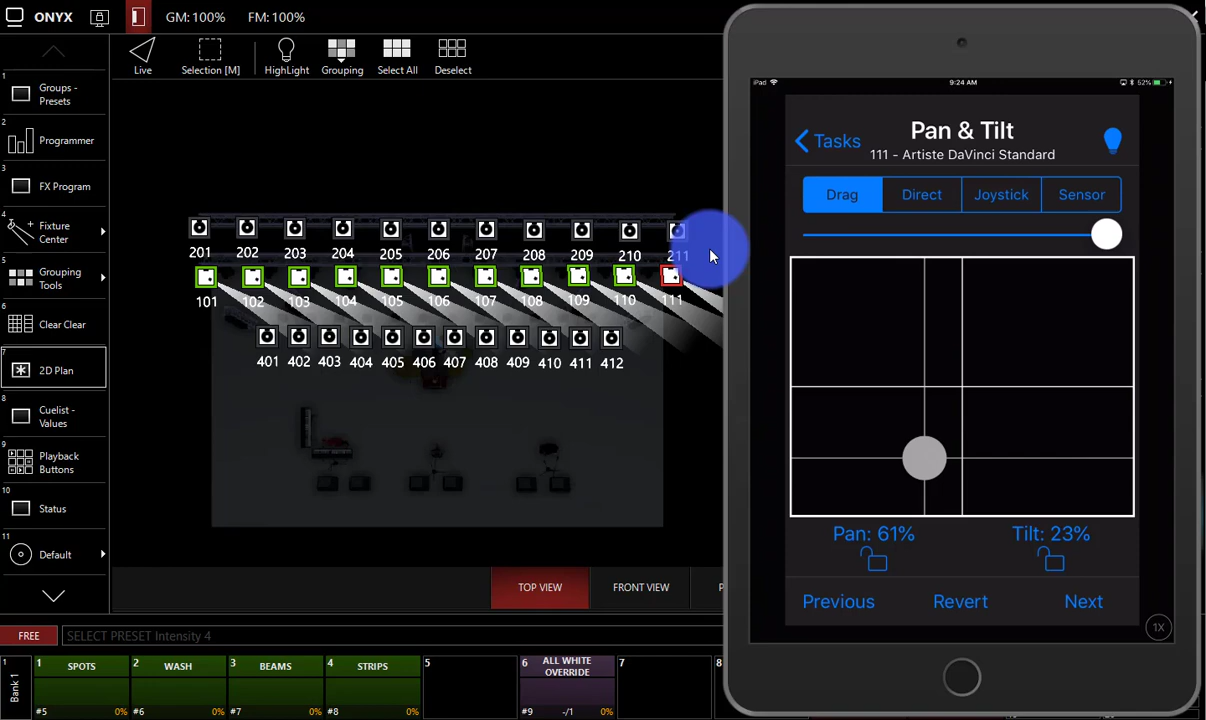 ONYX
GM: 100%
FM: 100%
Live
Selection [M]
HighLight
Grouping
Select All
Deselect
1
Groups -
Presets
2
Programmer
3
FX Program
4
Fixture
Center
5
Grouping
Tools
6
Clear Clear
7
2D Plan
8
Cuelist -
Values
9
Playback
Buttons
10
Status
11
Default
201 202 203 204 205 206 207 208 209 210 211
101 102 103 104 105 106 107 108 109 110 111
401 402 403 404 405 406 407 408 409 410 411 412
TOP VIEW
FRONT VIEW
P
FREE
SELECT PRESET Intensity 4
Bank 1
1
1 SPOTS
#5 0%
2 WASH
#6 0%
3 BEAMS
#7 0%
4 STRIPS
#8 0%
5
6 ALL WHITE
OVERRIDE
#9 -/1 0%
7
8
iPad
9:24 AM
52%
Tasks
Pan & Tilt
111 - Artiste DaVinci Standard
Drag
Direct
Joystick
Sensor
Pan: 61%
Tilt: 23%
Previous
Revert
Next
1X